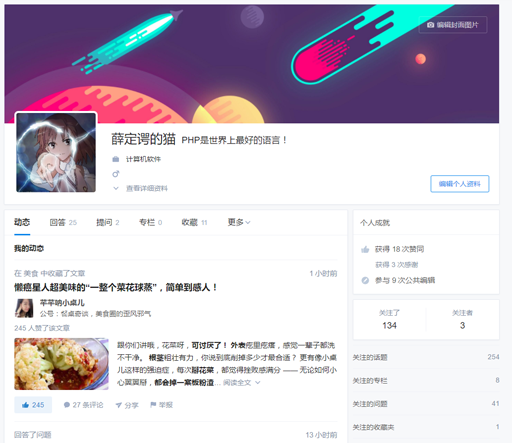 编辑封面图片
薛定谔的猫 PHP是世界上最好的语言！
计算机软件
查看详细资料
编辑个人资料
动态 回答 25 提问 2 专栏 0 收藏 11 更多
我的动态
在 美食 中收藏了文章 1 小时前
懒癌星人超美味的“一整个菜花球蒸”，简单到感人！
芊芊呐小桌儿
公号：餐桌奇谈，美食圈的歪风邪气
245 人赞了该文章
跟你们讲哦，花菜呀，可讨厌了！外表疙里疙瘩，感觉一辈子都洗
不干净。 根茎粗壮有力，你说到底削掉多少才最合适？ 更有像小桌
儿这样的强迫症，每次掰花菜，都觉得挫败感满分 —— 无论如何小
心翼翼掰，都会掉一案板粉渣… 阅读全文
245 27 条评论 分享 举报
回答了问题 13 小时前
个人成就
获得 18 次赞同
获得 3 次感谢
参与 9 次公共编辑
关注了 关注者
134 3
关注的话题 254
关注的专栏 8
关注的问题 41
关注的收藏夹 1